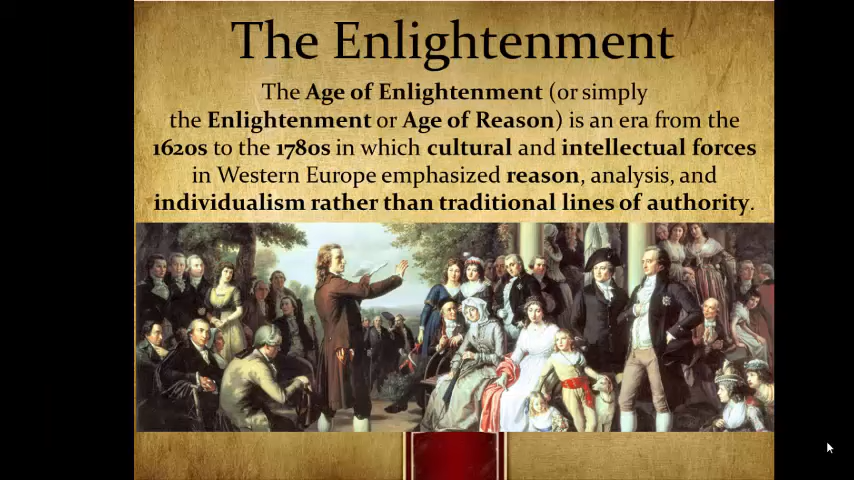 The Enlightenment
The Age of Enlightenment (or simply
the Enlightenment or Age of Reason) is an era from the
1620s to the 1780s in which cultural and intellectual forces
in Western Europe emphasized reason, analysis, and
individualism rather than traditional lines of authority.